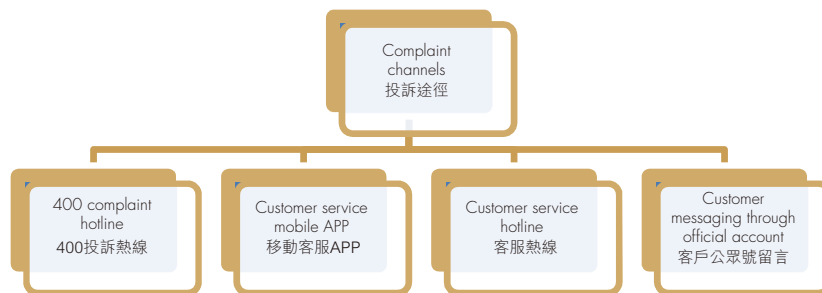 Complaint
channels
投訴途徑
400 complaint
hotline
400投訴熱線
Customer service
mobile APP
移動客服APP
Customer service
hotline
客服熱線
Customer
messaging through
official account
客戶公眾號留言